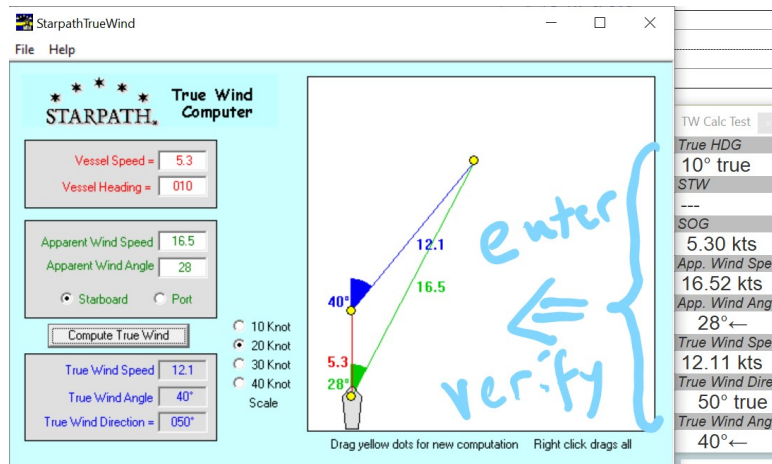 StarpathTrueWind
File Help
STARPATH.
True Wind
Computer
Vessel Speed = 5.3
Vessel Heading = 010
Apparent Wind Speed 16.5
Apparent Wind Angle 28
Starboard Port
Compute True Wind
True Wind Speed 12.1
True Wind Angle 40°
True Wind Direction = 050°
10 Knot
20 Knot
30 Knot
40 Knot
Scale
12.1
16.5
40°
5.3
28°
Drag yellow dots for new computation Right click drags all
enter
verify
TW Calc Test
True HDG
10° true
STW
---
SOG
5.30 kts
App. Wind Spe
16.52 kts
App. Wind Ang
28°←
True Wind Spe
12.11 kts
True Wind Dire
50° true
True Wind Ang
40°←